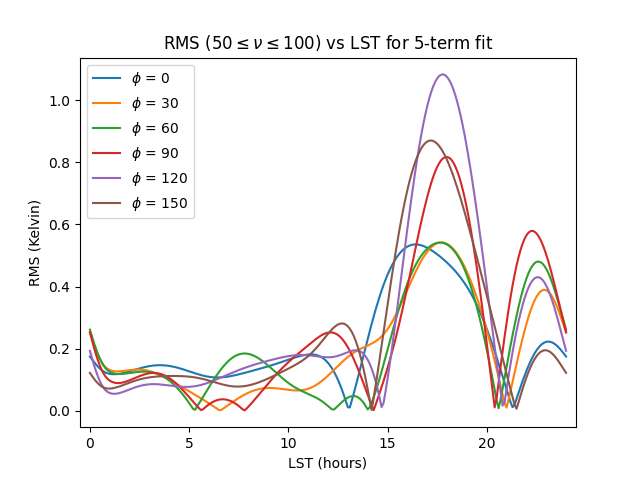 RMS (50 ≤ ν ≤ 100) vs LST for 5-term fit
ϕ = 0
ϕ = 30
ϕ = 60
ϕ = 90
ϕ = 120
ϕ = 150
RMS (Kelvin)
1.0
0.8
0.6
0.4
0.2
0.0
0 5 10 15 20
LST (hours)